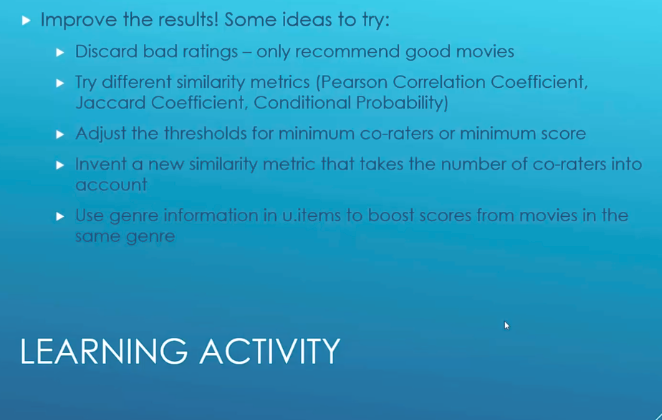 Improve the results! Some ideas to try:
Discard bad ratings – only recommend good movies
Try different similarity metrics (Pearson Correlation Coefficient,
Jaccard Coefficient, Conditional Probability)
Adjust the thresholds for minimum co-raters or minimum score
Invent a new similarity metric that takes the number of co-raters into
account
Use genre information in u.items to boost scores from movies in the
same genre
LEARNING ACTIVITY